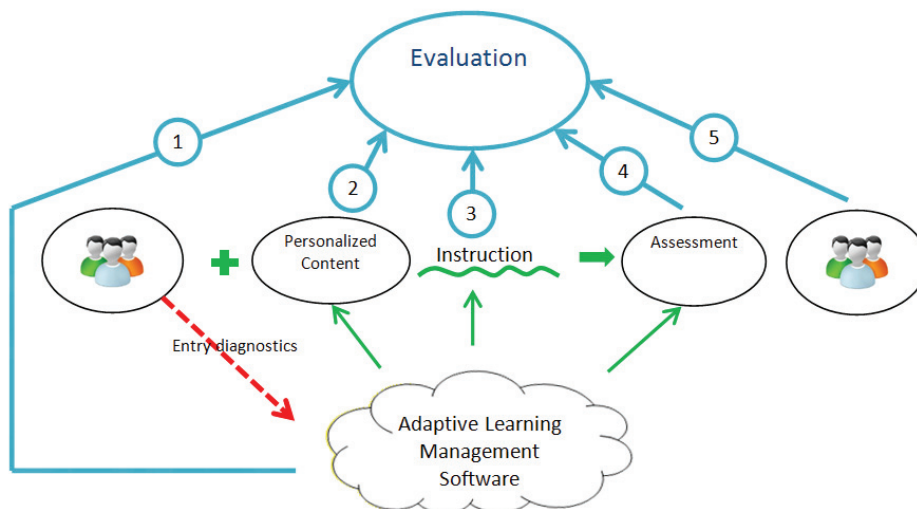 Evaluation
1
2
3
4
5
Personalized
Content
Instruction
Assessment
Entry diagnostics
Adaptive Learning
Management
Software